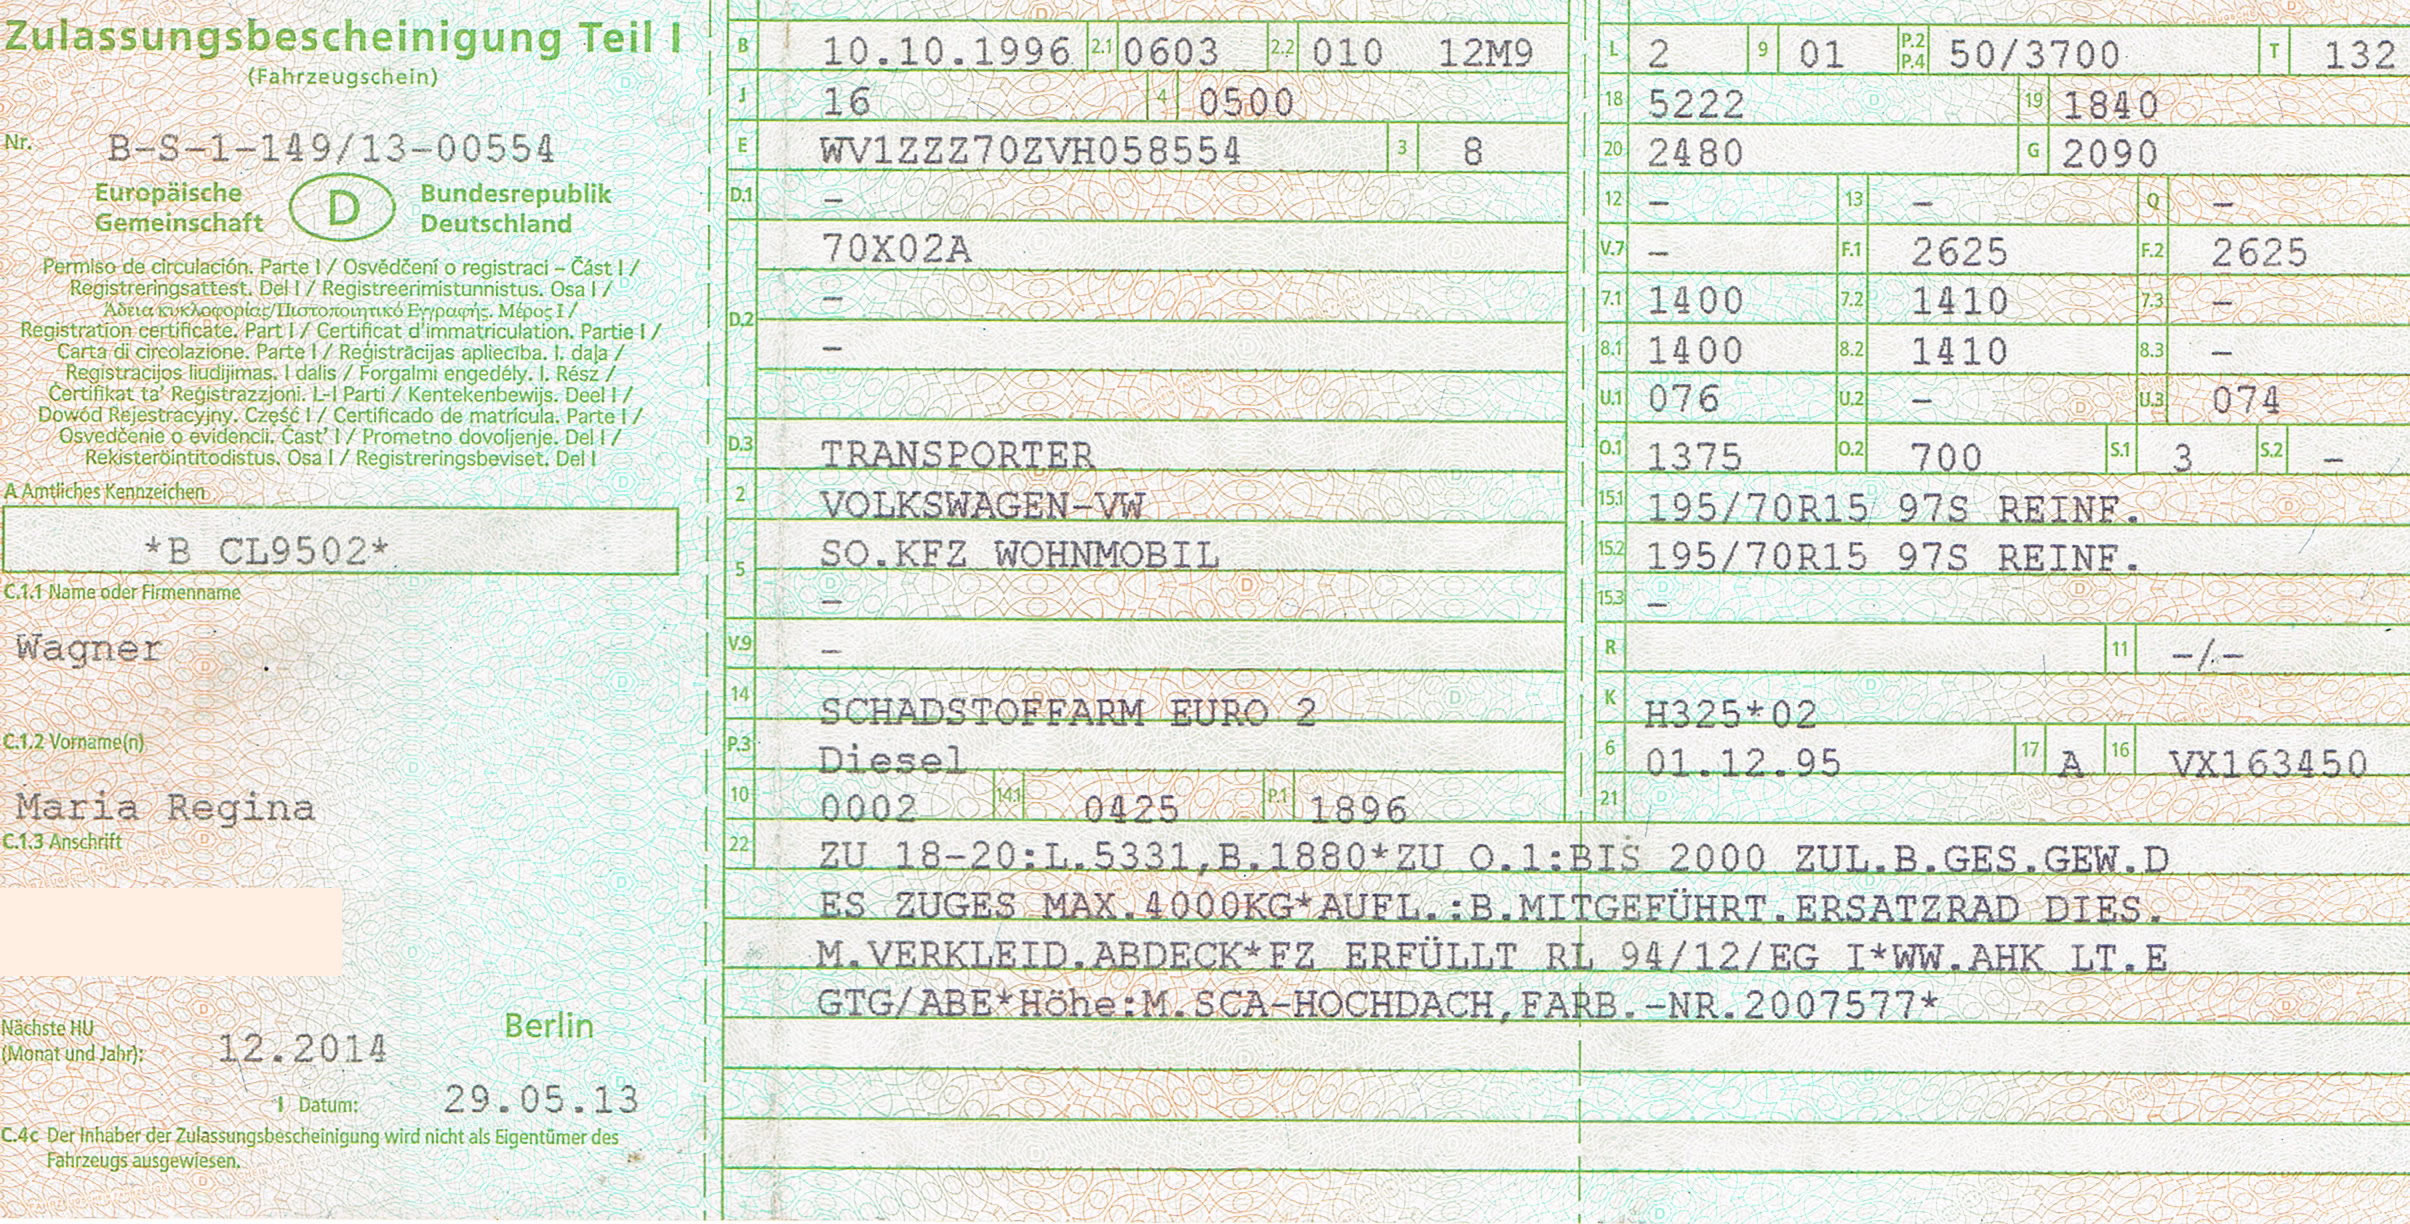 Zulassungsbescheinigung Teil I
(Fahrzeugschein)
Nr. B-S-1-149/13-00554
Europäische Gemeinschaft D Bundesrepublik Deutschland
Permiso de circulación. Parte I / Osvědčení o registraci – Část I /
Registreringsattest. Del I / Registreerimistunnistus. Osa I /
Άδεια κυκλοφορίας/Πιστοποιητικό Εγγραφής. Μέρος I /
Registration certificate. Part I / Certificat d'immatriculation. Partie I /
Carta di circolazione. Parte I / Reģistrācijas apliecība. I. daļa /
Registracijos liudijimas. I dalis / Forgalmi engedély. I. Rész /
Ċertifikat ta' Reġistrazzjoni. L-I Parti / Kentekenbewijs. Deel I /
Dowód Rejestracyjny. Część I / Certificado de matrícula. Parte I /
Osvedčenie o evidencii. Časť I / Prometno dovoljenje. Del I /
Rekisteröintitodistus. Osa I / Registreringsbeviset. Del I
A Amtliches Kennzeichen
*B CL9502*
C.1.1 Name oder Firmenname
Wagner
C.1.2 Vorname(n)
Maria Regina
C.1.3 Anschrift
Nächste HU
(Monat und Jahr): 12.2014
Berlin
I Datum: 29.05.13
C.4c Der Inhaber der Zulassungsbescheinigung wird nicht als Eigentümer des
Fahrzeugs ausgewiesen.
B 10.10.1996 2.1 0603 2.2 010 12M9
J 16 4 0500
E WV1ZZZ70ZVH058554 3 8
D.1 –
70X02A
–
D.2
–
D.3 TRANSPORTER
2 VOLKSWAGEN-VW
5 SO.KFZ WOHNMOBIL
–
V.9 –
14 SCHADSTOFFARM EURO 2
P.3 Diesel
10 0002 14.1 0425 P.1 1896
L 2 9 01 P.2 P.4 50/3700 T 132
18 5222 19 1840
20 2480 G 2090
12 – 13 – Q –
V.7 – F.1 2625 F.2 2625
7.1 1400 7.2 1410 7.3 –
8.1 1400 8.2 1410 8.3 –
U.1 076 U.2 – U.3 074
O.1 1375 O.2 700 S.1 3 S.2 –
15.1 195/70R15 97S REINF.
15.2 195/70R15 97S REINF.
15.3 –
R 11 –/–
K H325*02
6 01.12.95 17 A 16 VX163450
21
22 ZU 18-20:L.5331,B.1880*ZU O.1:BIS 2000 ZUL.B.GES.GEW.D
ES ZUGES MAX.4000KG*AUFL.:B.MITGEFÜHRT.ERSATZRAD DIES.
M.VERKLEID.ABDECK*FZ ERFÜLLT RL 94/12/EG I*WW.AHK LT.E
GTG/ABE*Höhe:M.SCA-HOCHDACH,FARB.-NR.2007577*